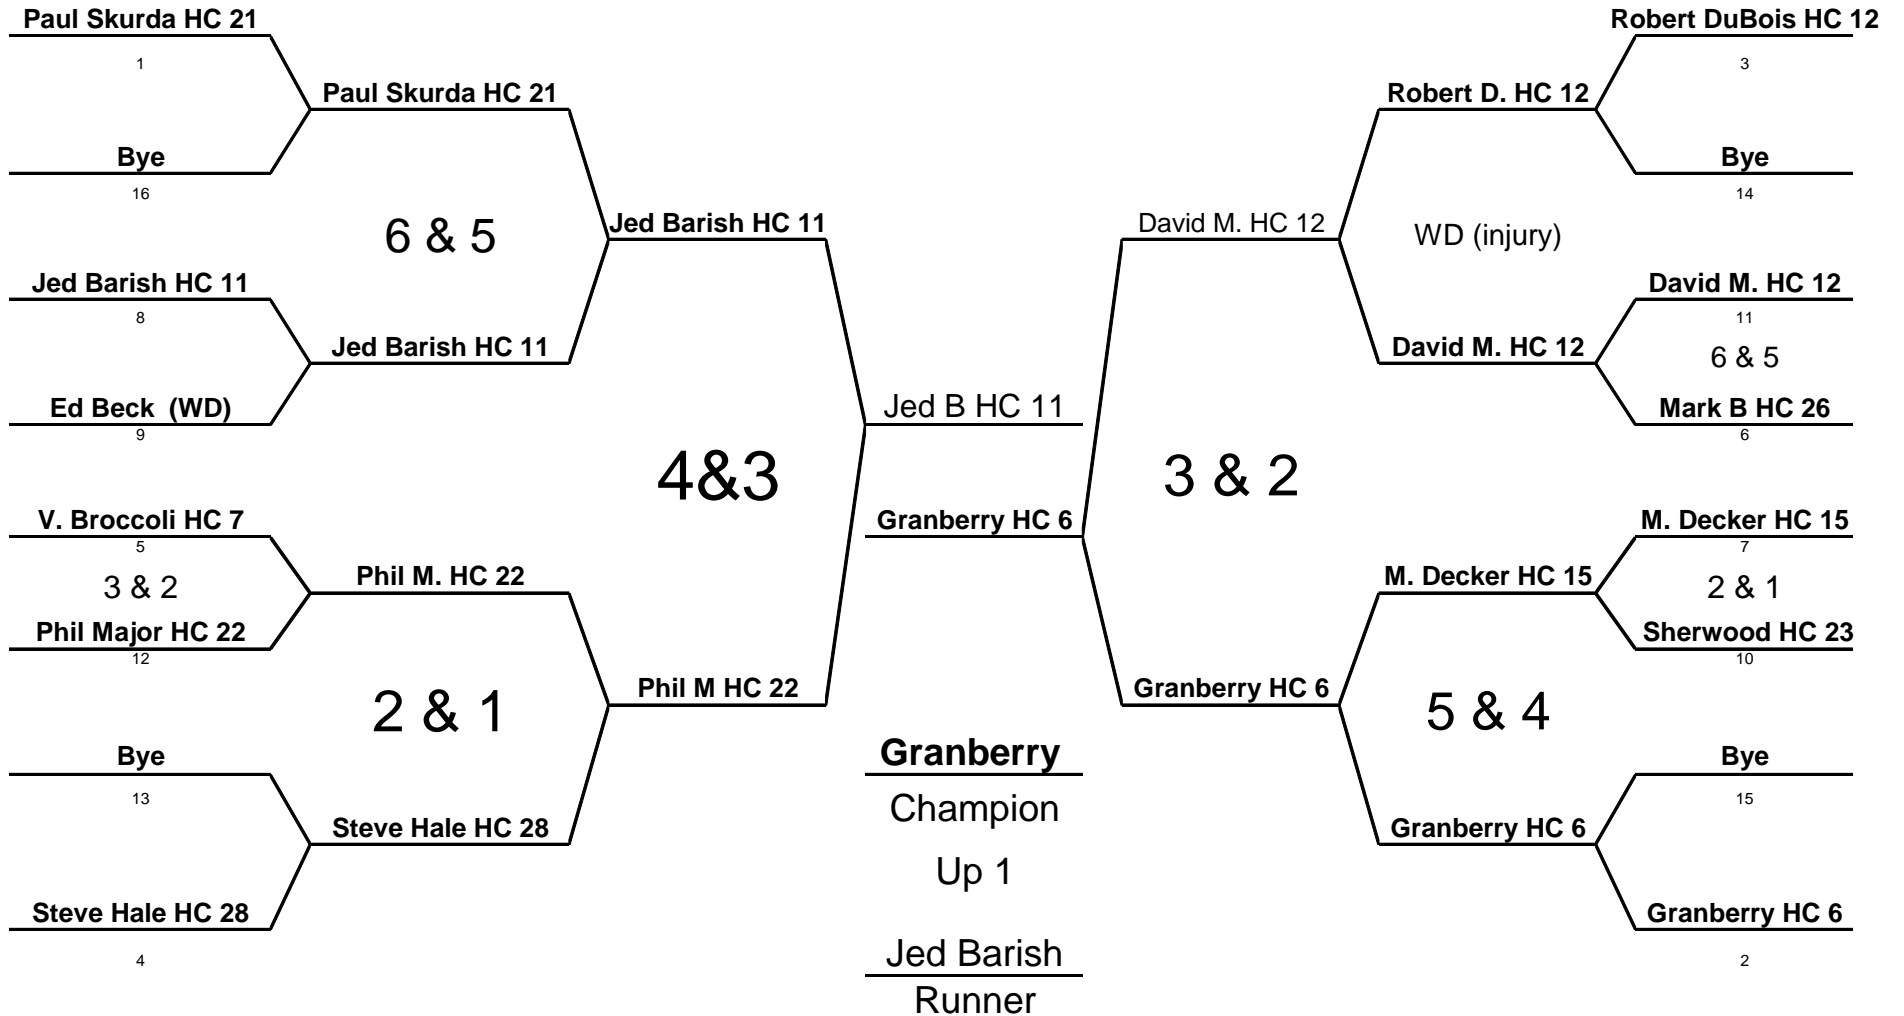 Paul Skurda HC 21
1
Bye
16
Jed Barish HC 11
8
Ed Beck  (WD)
9
V. Broccoli HC 7
5
3 & 2
Phil Major HC 22
12
Bye
13
Steve Hale HC 28
4
Paul Skurda HC 21
6 & 5
Jed Barish HC 11
Phil M. HC 22
2 & 1
Steve Hale HC 28
Jed Barish HC 11
4&3
Phil M HC 22
Jed B HC 11
Granberry HC 6
Granberry
Champion
Up 1
Jed Barish
Runner
David M. HC 12
3 & 2
Granberry HC 6
Robert D. HC 12
WD (injury)
David M. HC 12
M. Decker HC 15
5 & 4
Granberry HC 6
Robert DuBois HC 12
3
Bye
14
David M. HC 12
11
6 & 5
Mark B HC 26
6
M. Decker HC 15
7
2 & 1
Sherwood HC 23
10
Bye
15
Granberry HC 6
2